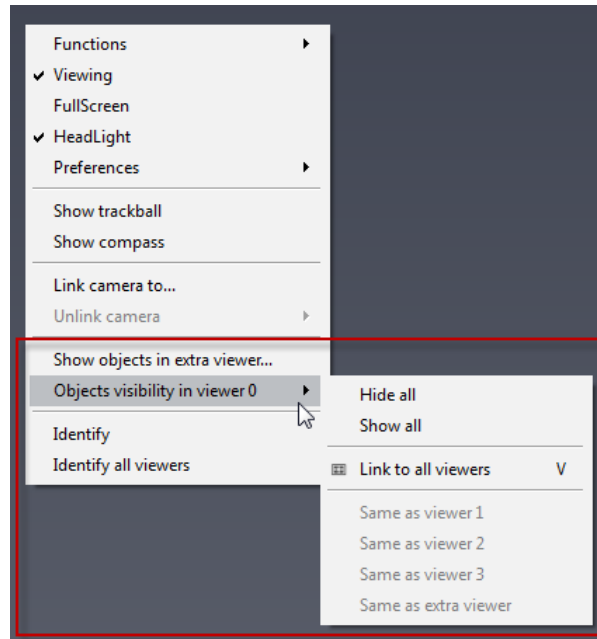 Functions
Viewing
FullScreen
HeadLight
Preferences
Show trackball
Show compass
Link camera to...
Unlink camera
Show objects in extra viewer...
Objects visibility in viewer 0
Identify
Identify all viewers
Hide all
Show all
Link to all viewers V
Same as viewer 1
Same as viewer 2
Same as viewer 3
Same as extra viewer